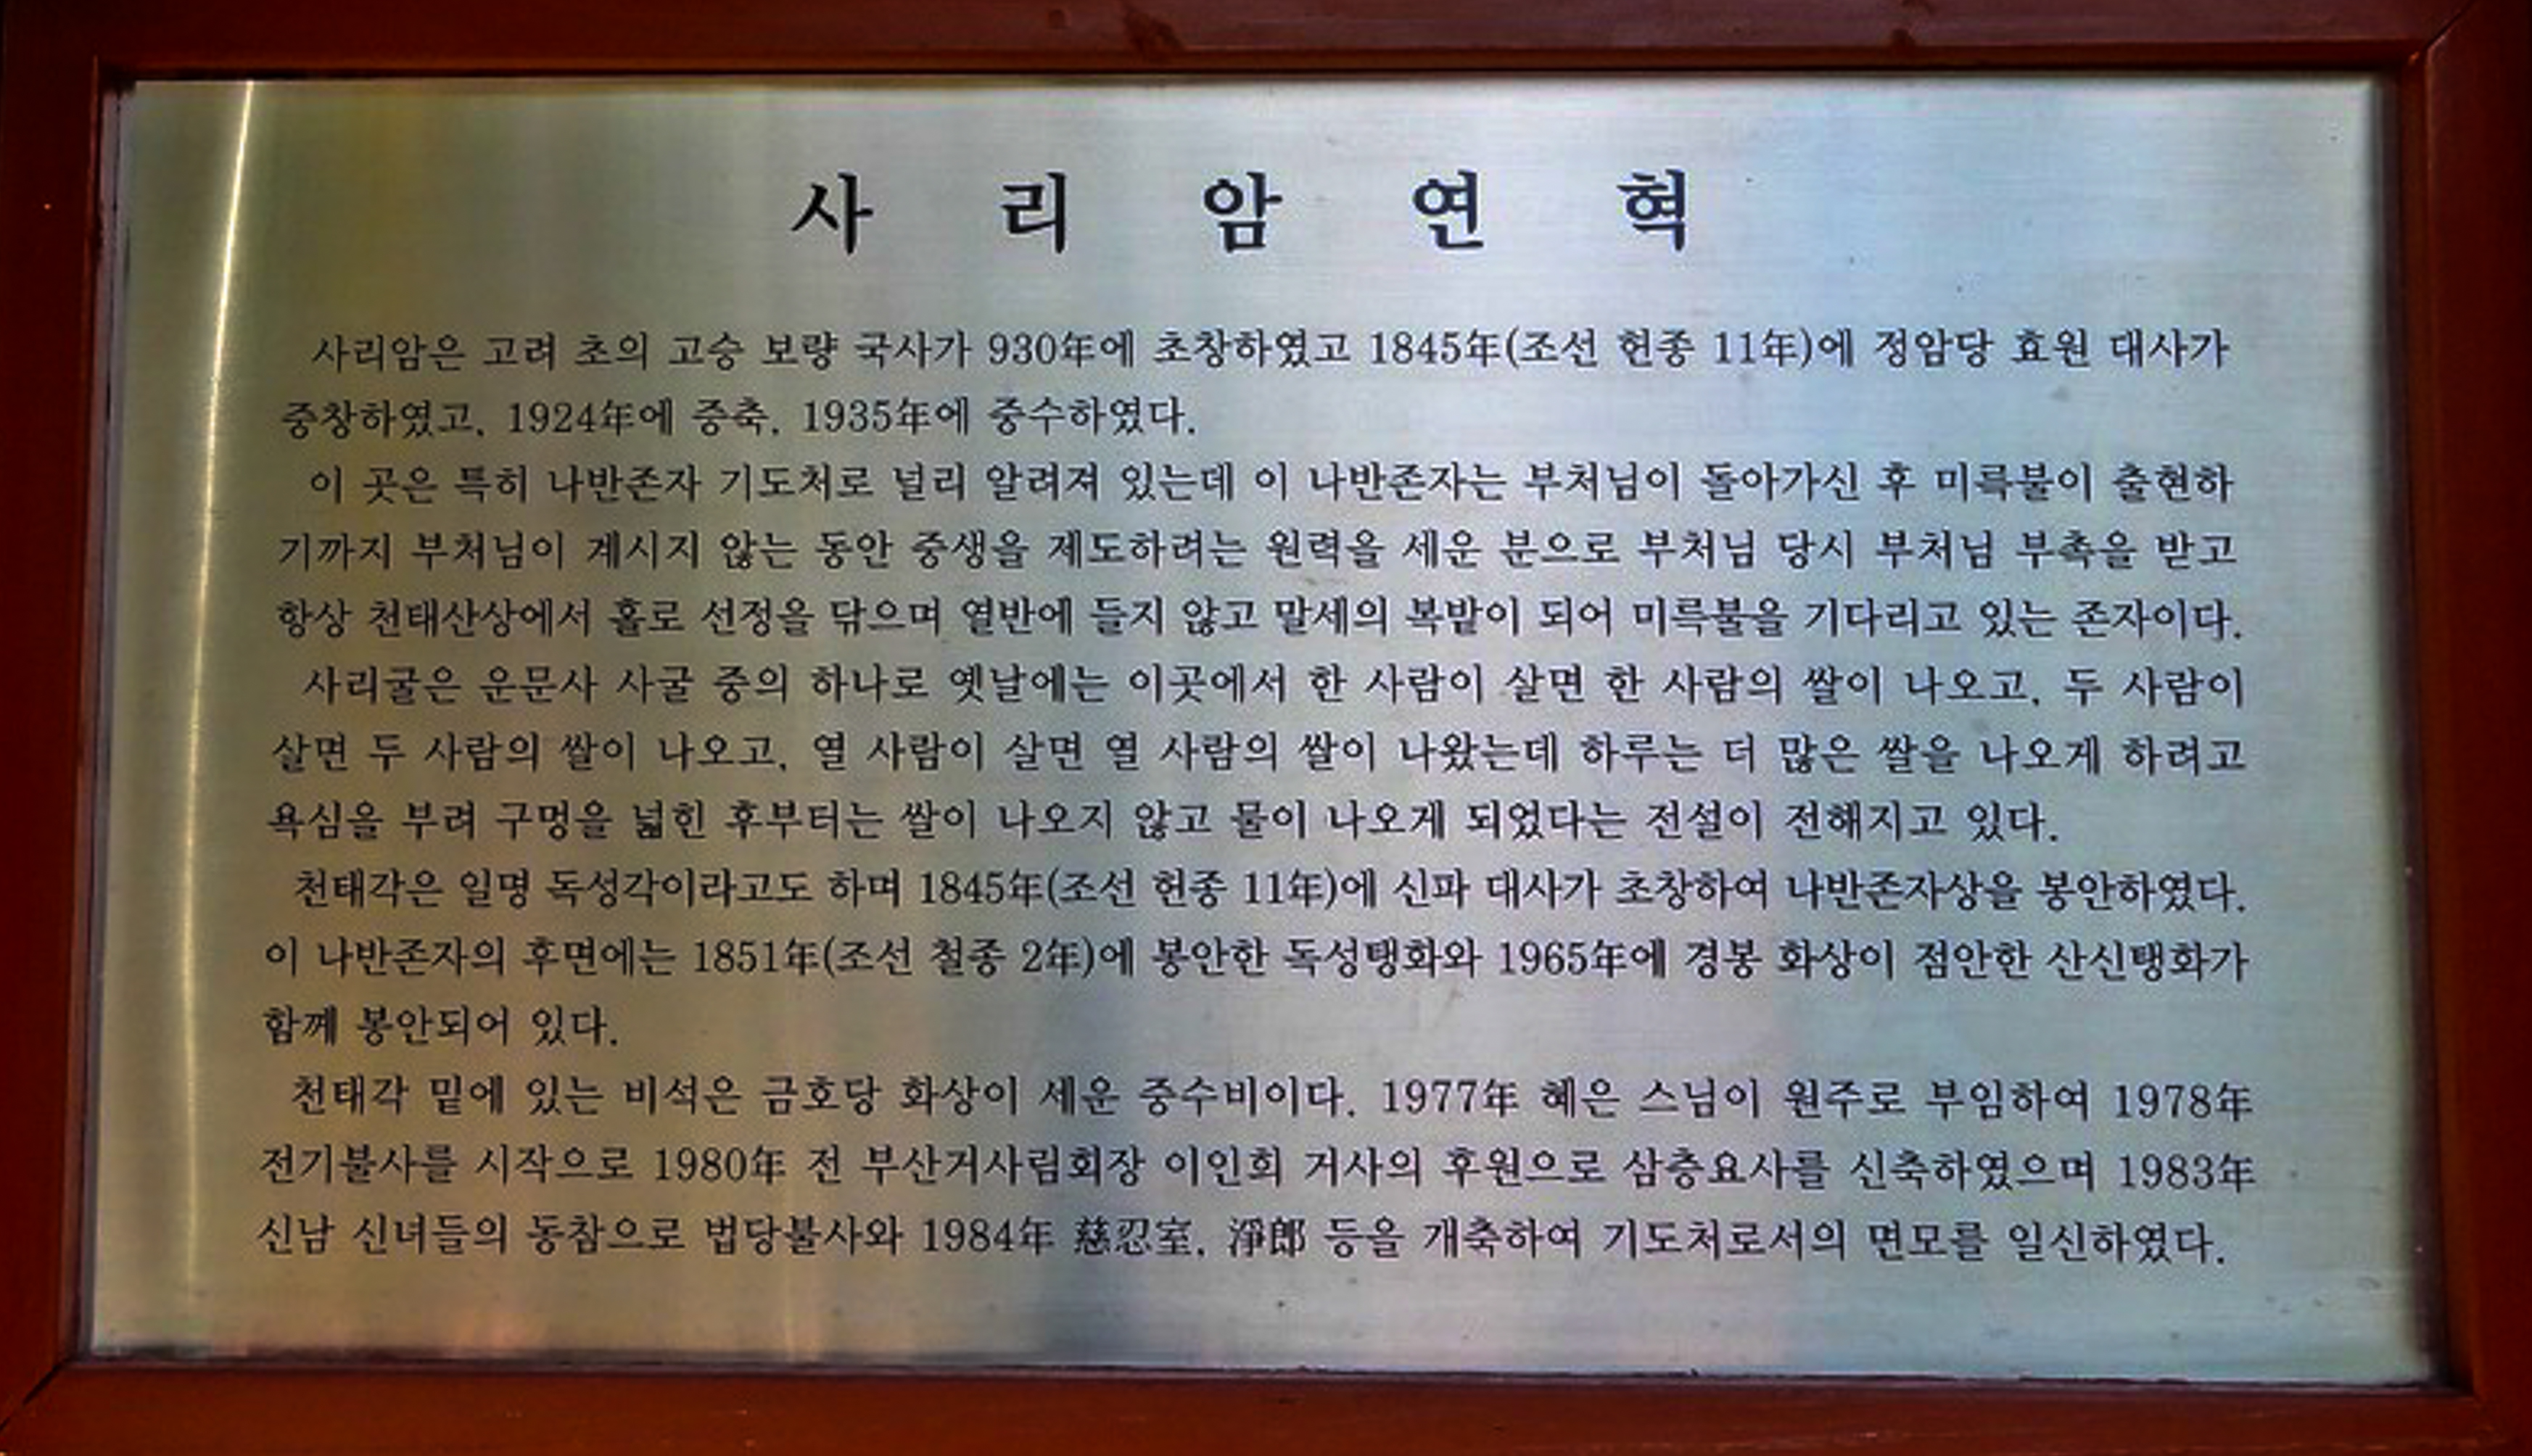 사 리 암 연 혁
사리암은 고려 초의 고승 보량 국사가 930年에 초창하였고 1845年(조선 헌종 11年)에 정암당 효원 대사가
중창하였고, 1924年에 증축, 1935年에 중수하였다.
이 곳은 특히 나반존자 기도처로 널리 알려져 있는데 이 나반존자는 부처님이 돌아가신 후 미륵불이 출현하
기까지 부처님이 계시지 않는 동안 중생을 제도하려는 원력을 세운 분으로 부처님 당시 부처님 부촉을 받고
항상 천태산상에서 홀로 선정을 닦으며 열반에 들지 않고 말세의 복밭이 되어 미륵불을 기다리고 있는 존자이다.
사리굴은 운문사 사굴 중의 하나로 옛날에는 이곳에서 한 사람이 살면 한 사람의 쌀이 나오고, 두 사람이
살면 두 사람의 쌀이 나오고, 열 사람이 살면 열 사람의 쌀이 나왔는데 하루는 더 많은 쌀을 나오게 하려고
욕심을 부려 구멍을 넓힌 후부터는 쌀이 나오지 않고 물이 나오게 되었다는 전설이 전해지고 있다.
천태각은 일명 독성각이라고도 하며 1845年(조선 헌종 11年)에 신파 대사가 초창하여 나반존자상을 봉안하였다.
이 나반존자의 후면에는 1851年(조선 철종 2年)에 봉안한 독성탱화와 1965年에 경봉 화상이 점안한 산신탱화가
함께 봉안되어 있다.
천태각 밑에 있는 비석은 금호당 화상이 세운 중수비이다. 1977年 혜은 스님이 원주로 부임하여 1978年
전기불사를 시작으로 1980年 전 부산거사림회장 이인희 거사의 후원으로 삼층요사를 신축하였으며 1983年
신남 신녀들의 동참으로 법당불사와 1984年 慈忍室, 淨郎 등을 개축하여 기도처로서의 면모를 일신하였다.